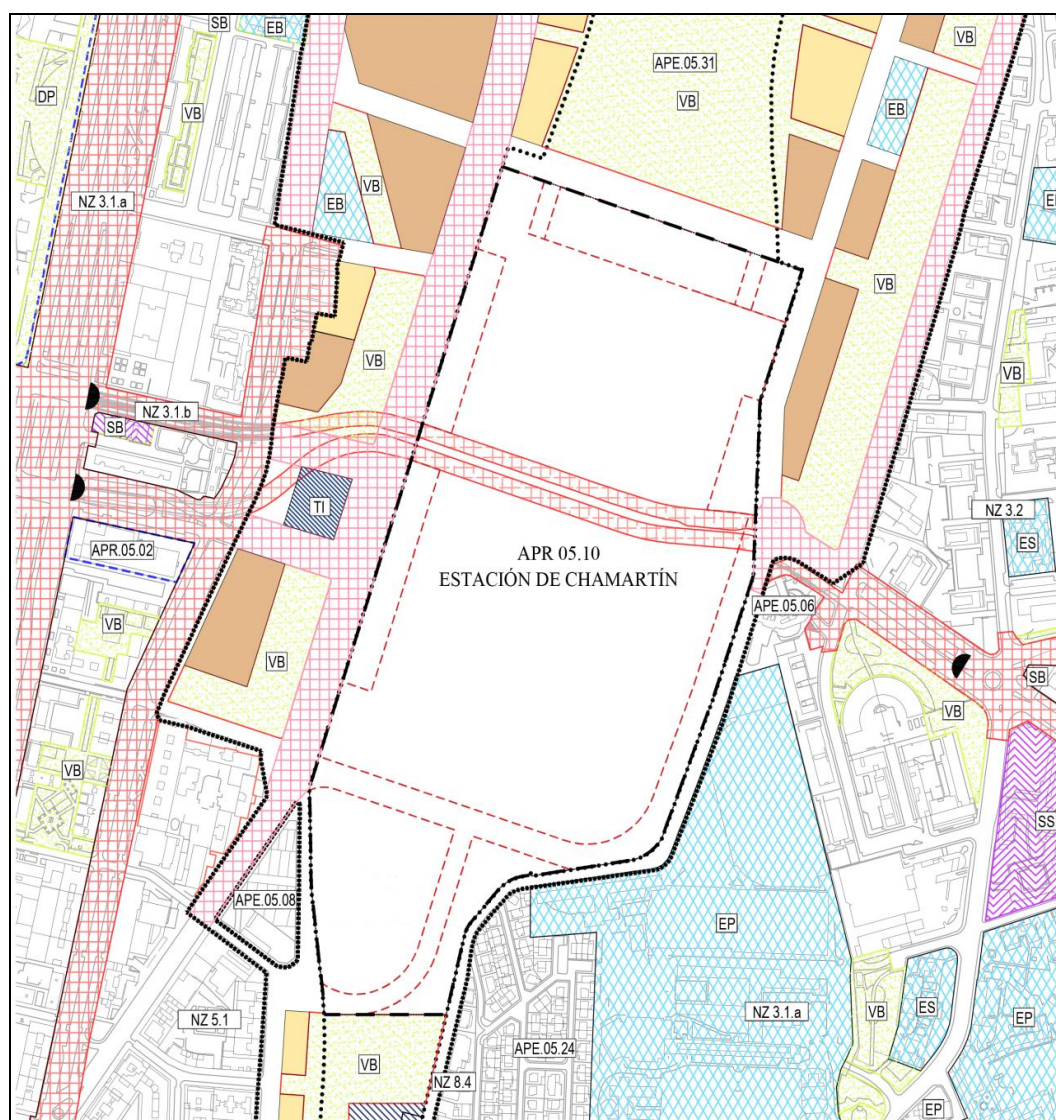 SB
EB
VB
APE.05.31
VB
DP
VB
EB
NZ 3.1.a
EB
VB
VB
VB
VB
NZ 3.1.b
SB
TI
NZ 3.2
ES
APR.05.02
APR 05.10
ESTACIÓN DE CHAMARTÍN
APE.05.06
VB
VB
SB
VB
VB
SS
APE.05.08
EP
NZ 5.1
NZ 3.1.a
VB
ES
EP
APE.05.24
VB
NZ 8.4
EP